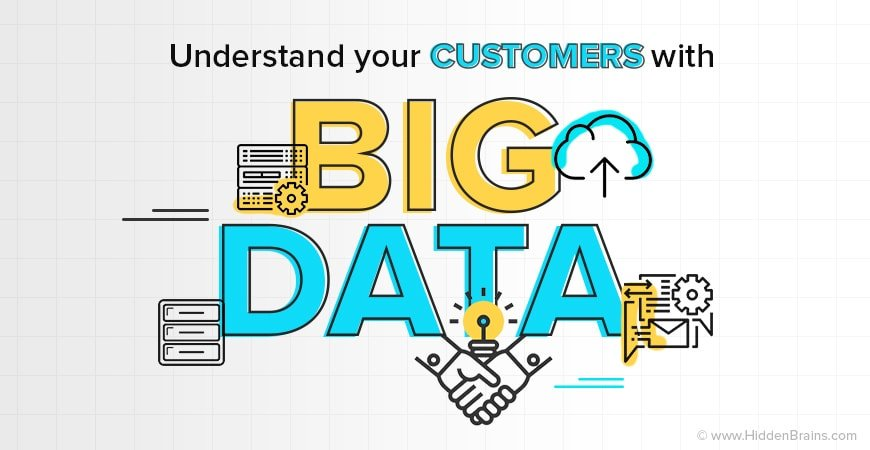 Understand your CUSTOMERS with
BIG
DATA
© www.HiddenBrains.com